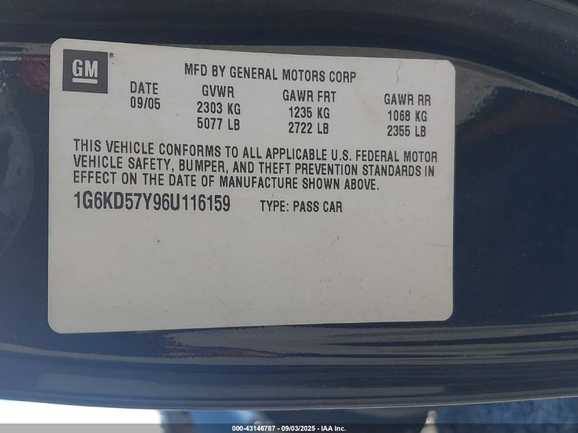 GM
MFD BY GENERAL MOTORS CORP
DATE GVWR GAWR FRT GAWR RR
09/05 2303 KG 1235 KG 1068 KG
5077 LB 2722 LB 2355 LB
THIS VEHICLE CONFORMS TO ALL APPLICABLE U.S. FEDERAL MOTOR
VEHICLE SAFETY, BUMPER, AND THEFT PREVENTION STANDARDS IN
EFFECT ON THE DATE OF MANUFACTURE SHOWN ABOVE.
1G6KD57Y96U116159 TYPE: PASS CAR
00-43146787 - 09/03/2025 - IAA Inc.